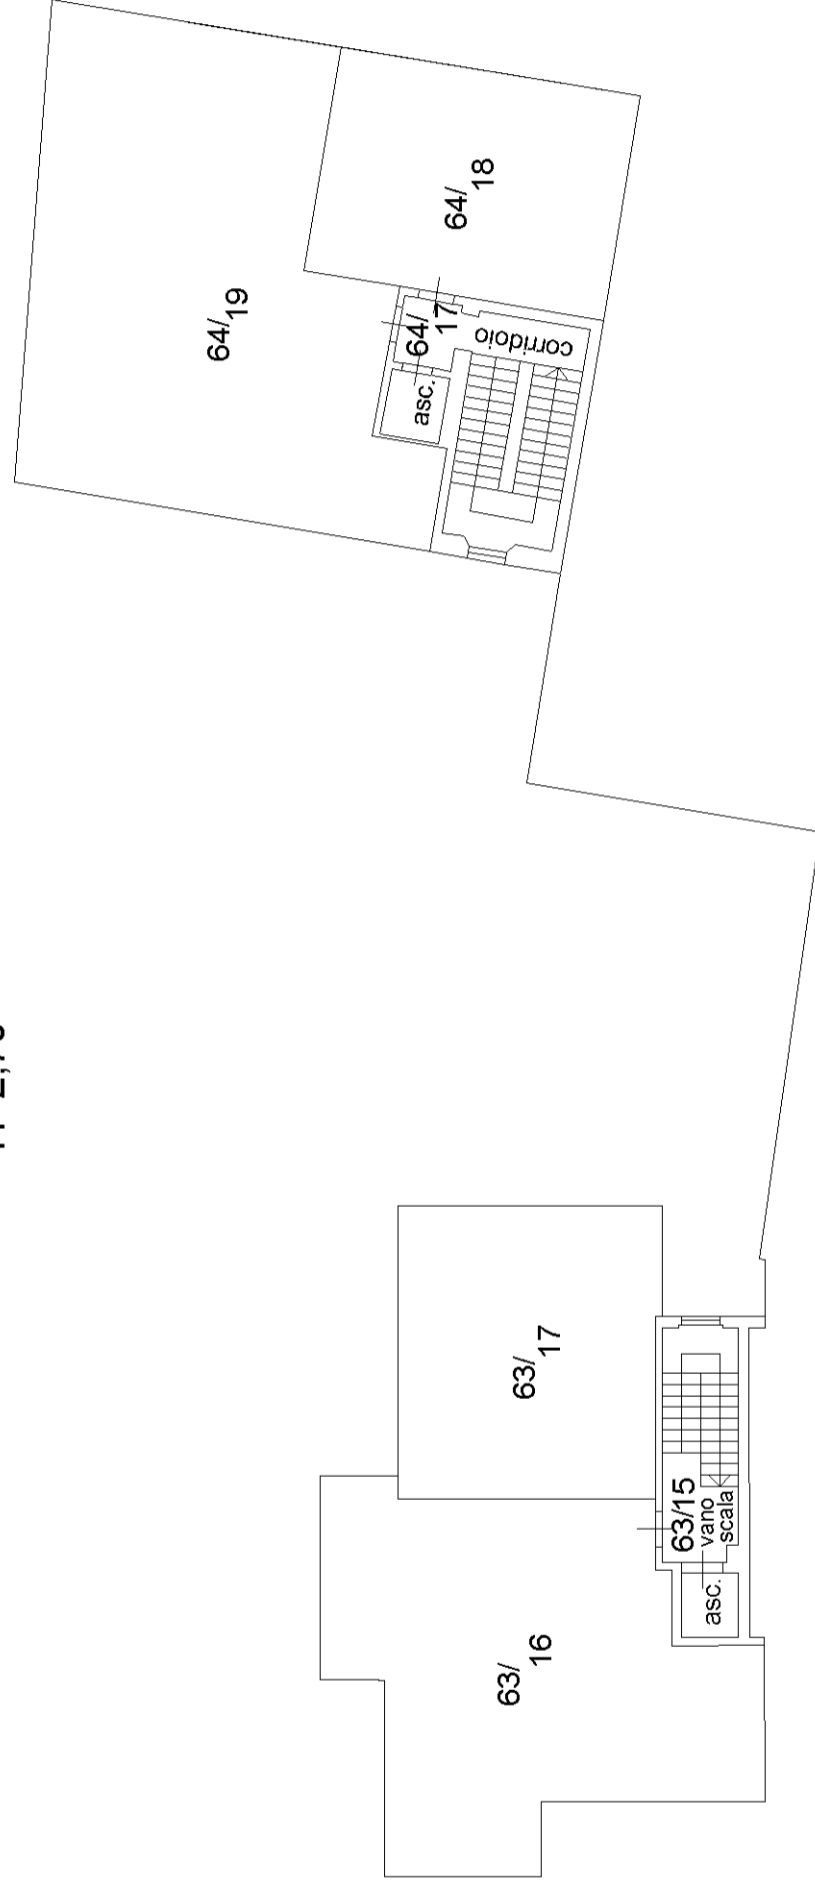 64/
18
64/
19
64/
17
corridoio
asc.
63/
17
63/15
vano
scala
asc.
63/
16